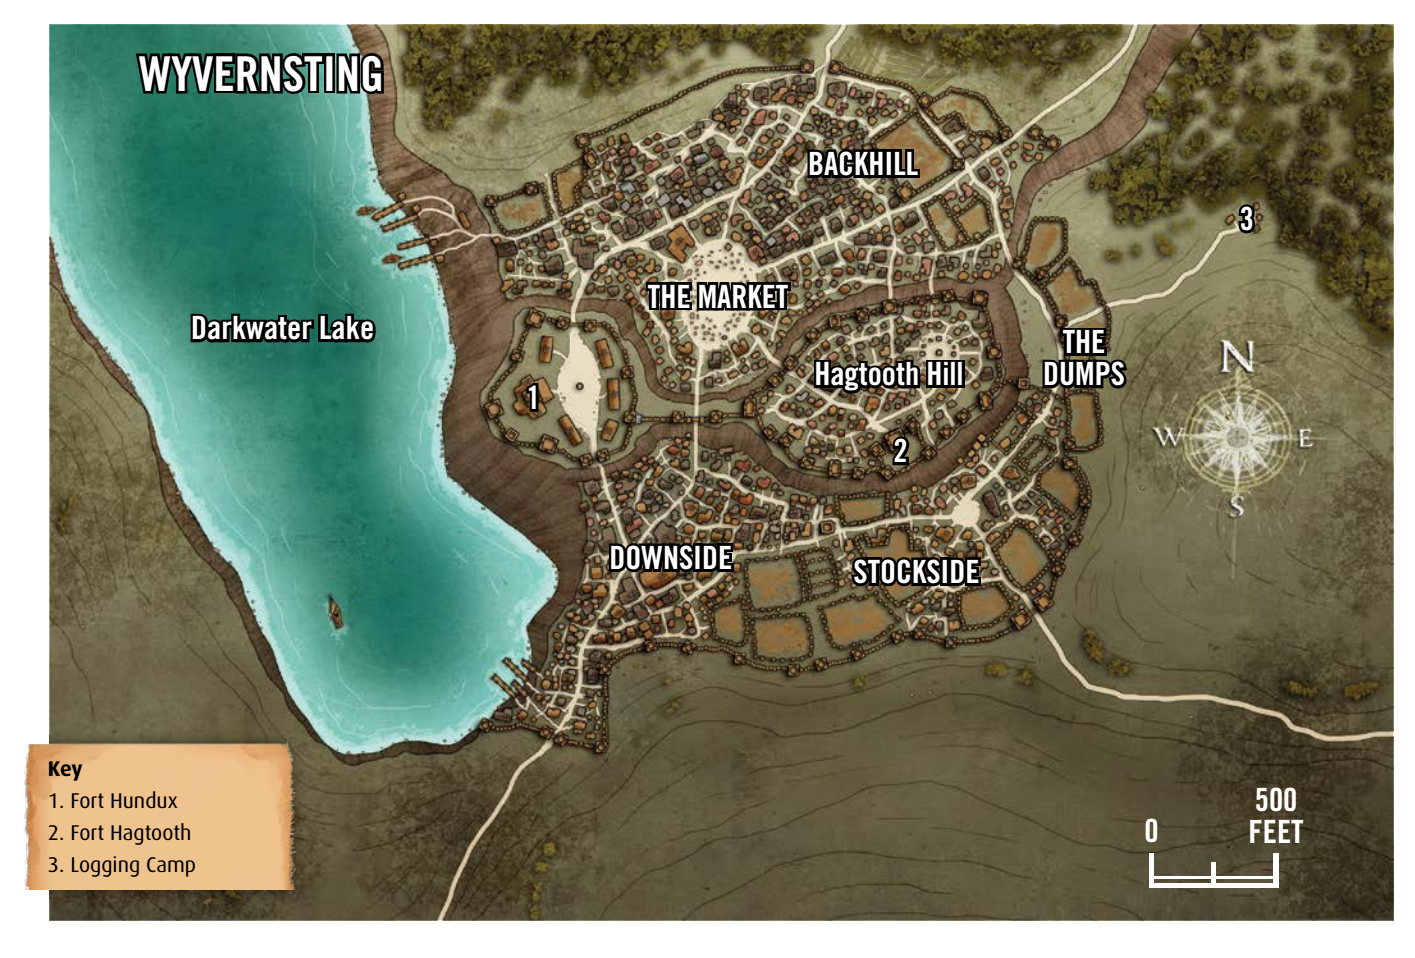 WYVERNSTING
BACKHILL
3
THE MARKET
Darkwater Lake
THE
DUMPS
N
Hagtooth Hill
1
W
E
2
S
DOWNSIDE
STOCKSIDE
Key
1. Fort Hundux
2. Fort Hagtooth
3. Logging Camp
0
500
FEET